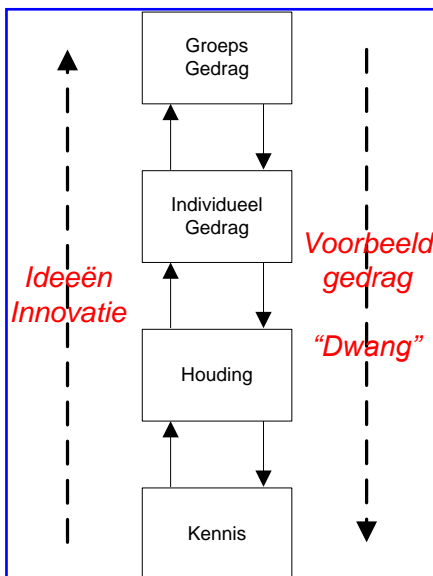 Groeps
Gedrag
Individueel
Gedrag
Ideeën
Innovatie
Voorbeeld
gedrag
“Dwang”
Houding
Kennis